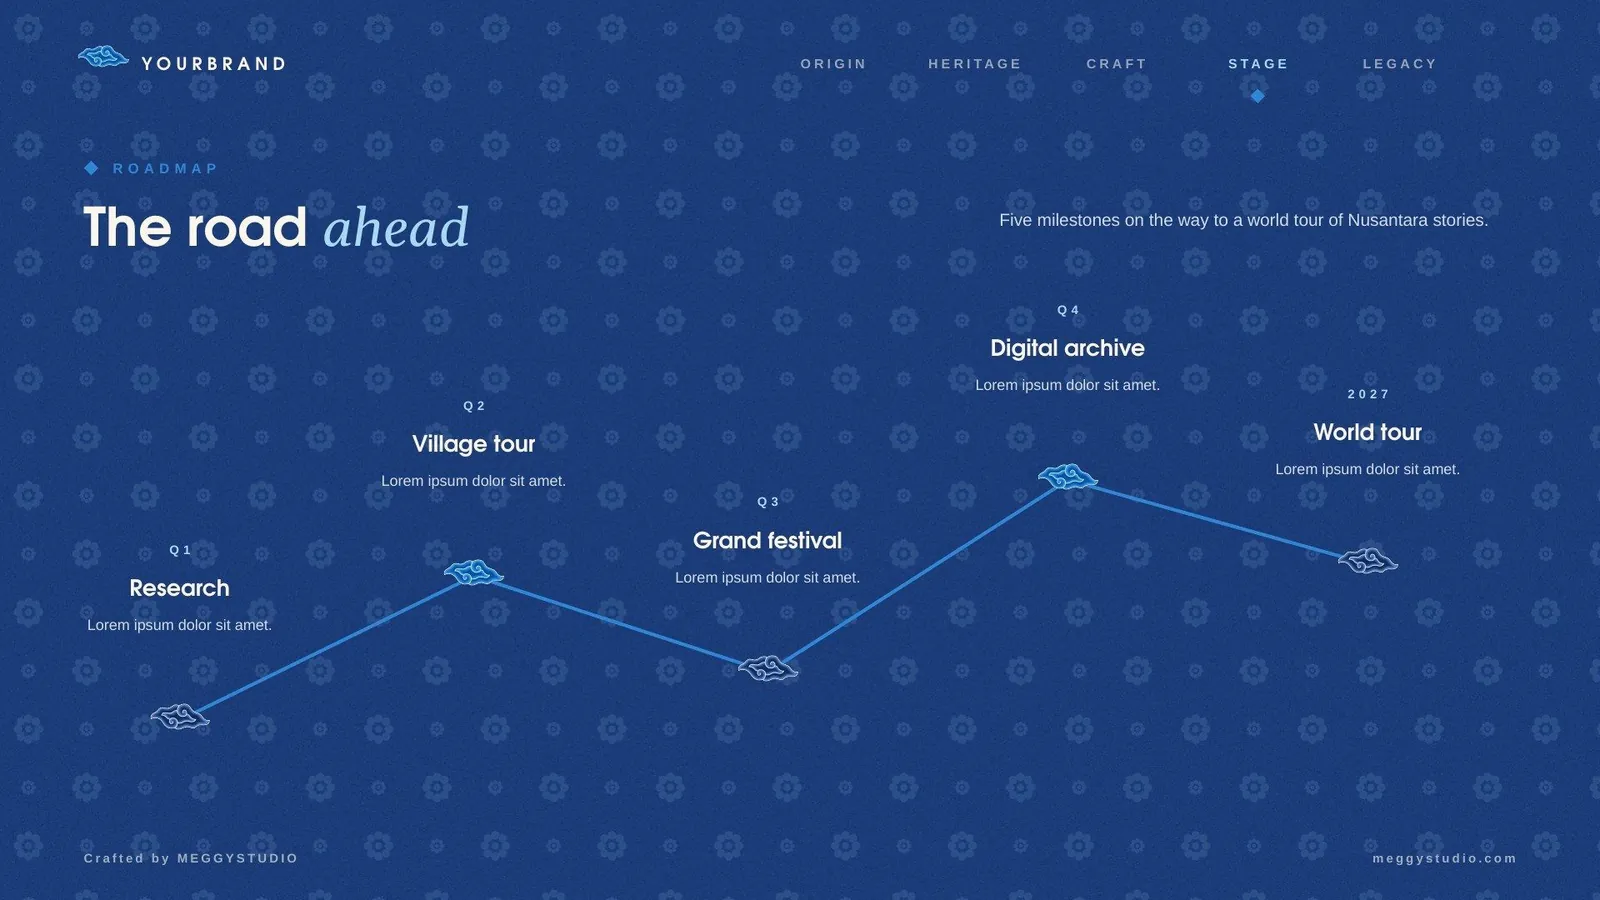 YOURBRAND
ORIGIN
HERITAGE
CRAFT
STAGE
LEGACY
ROADMAP
The road ahead
Five milestones on the way to a world tour of Nusantara stories.
Q1
Research
Lorem ipsum dolor sit amet.
Q2
Village tour
Lorem ipsum dolor sit amet.
Q3
Grand festival
Lorem ipsum dolor sit amet.
Q4
Digital archive
Lorem ipsum dolor sit amet.
2027
World tour
Lorem ipsum dolor sit amet.
Crafted by MEGGYSTUDIO
meggystudio.com